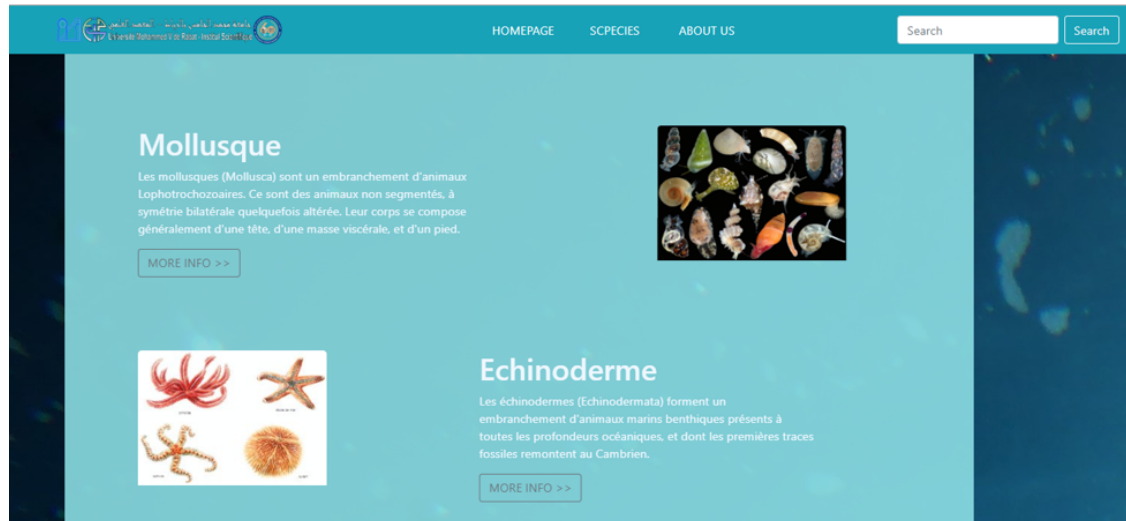 HOMEPAGE
SCPECIES
ABOUT US
Search
Search
Mollusque
Les mollusques (Mollusca) sont un embranchement d'animaux
Lophotrochozoaires. Ce sont des animaux non segmentés, à
symétrie bilatérale quelquefois altérée. Leur corps se compose
généralement d'une tête, d'une masse viscérale, et d'un pied.
MORE INFO >>
Echinoderme
Les échinodermes (Echinodermata) forment un
embranchement d'animaux marins benthiques présents à
toutes les profondeurs océaniques, et dont les premières traces
fossiles remontent au Cambrien.
MORE INFO >>